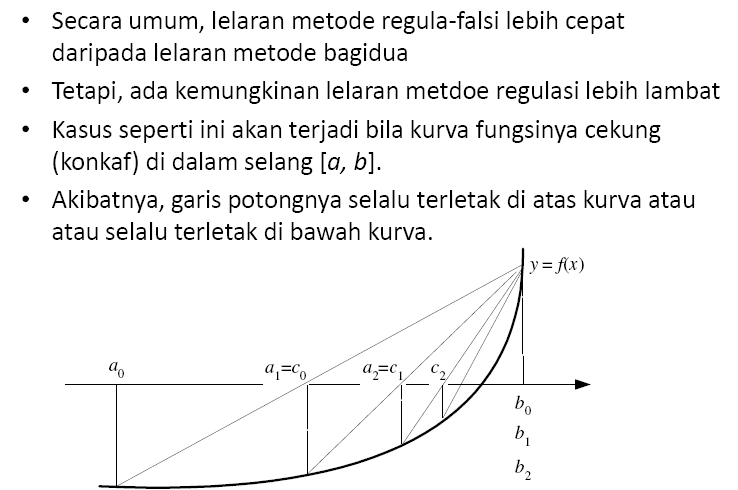 • Secara umum, lelaran metode regula-falsi lebih cepat
daripada lelaran metode bagidua
• Tetapi, ada kemungkinan lelaran metdoe regulasi lebih lambat
• Kasus seperti ini akan terjadi bila kurva fungsinya cekung
(konkaf) di dalam selang [a, b].
• Akibatnya, garis potongnya selalu terletak di atas kurva atau
atau selalu terletak di bawah kurva.
y = f(x)
a₀ a₁=c₀ a₂=c₁ c₂
b₀
b₁
b₂